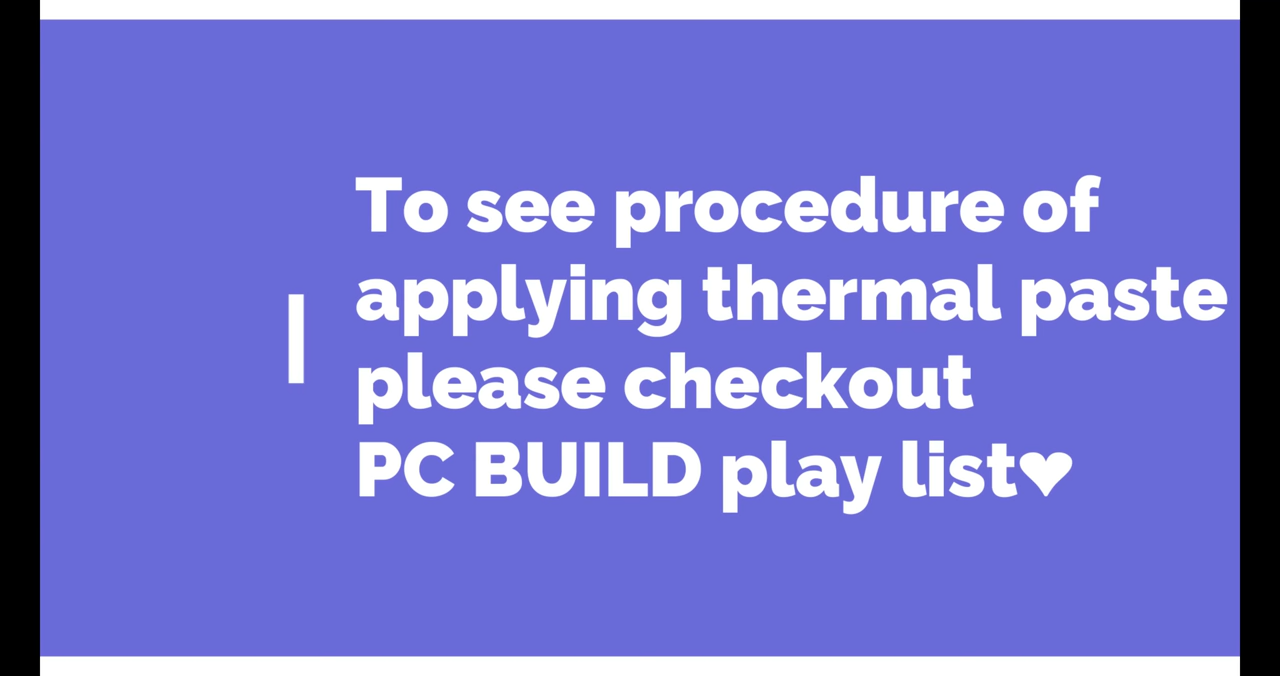 To see procedure of
applying thermal paste
please checkout
PC BUILD play list♥